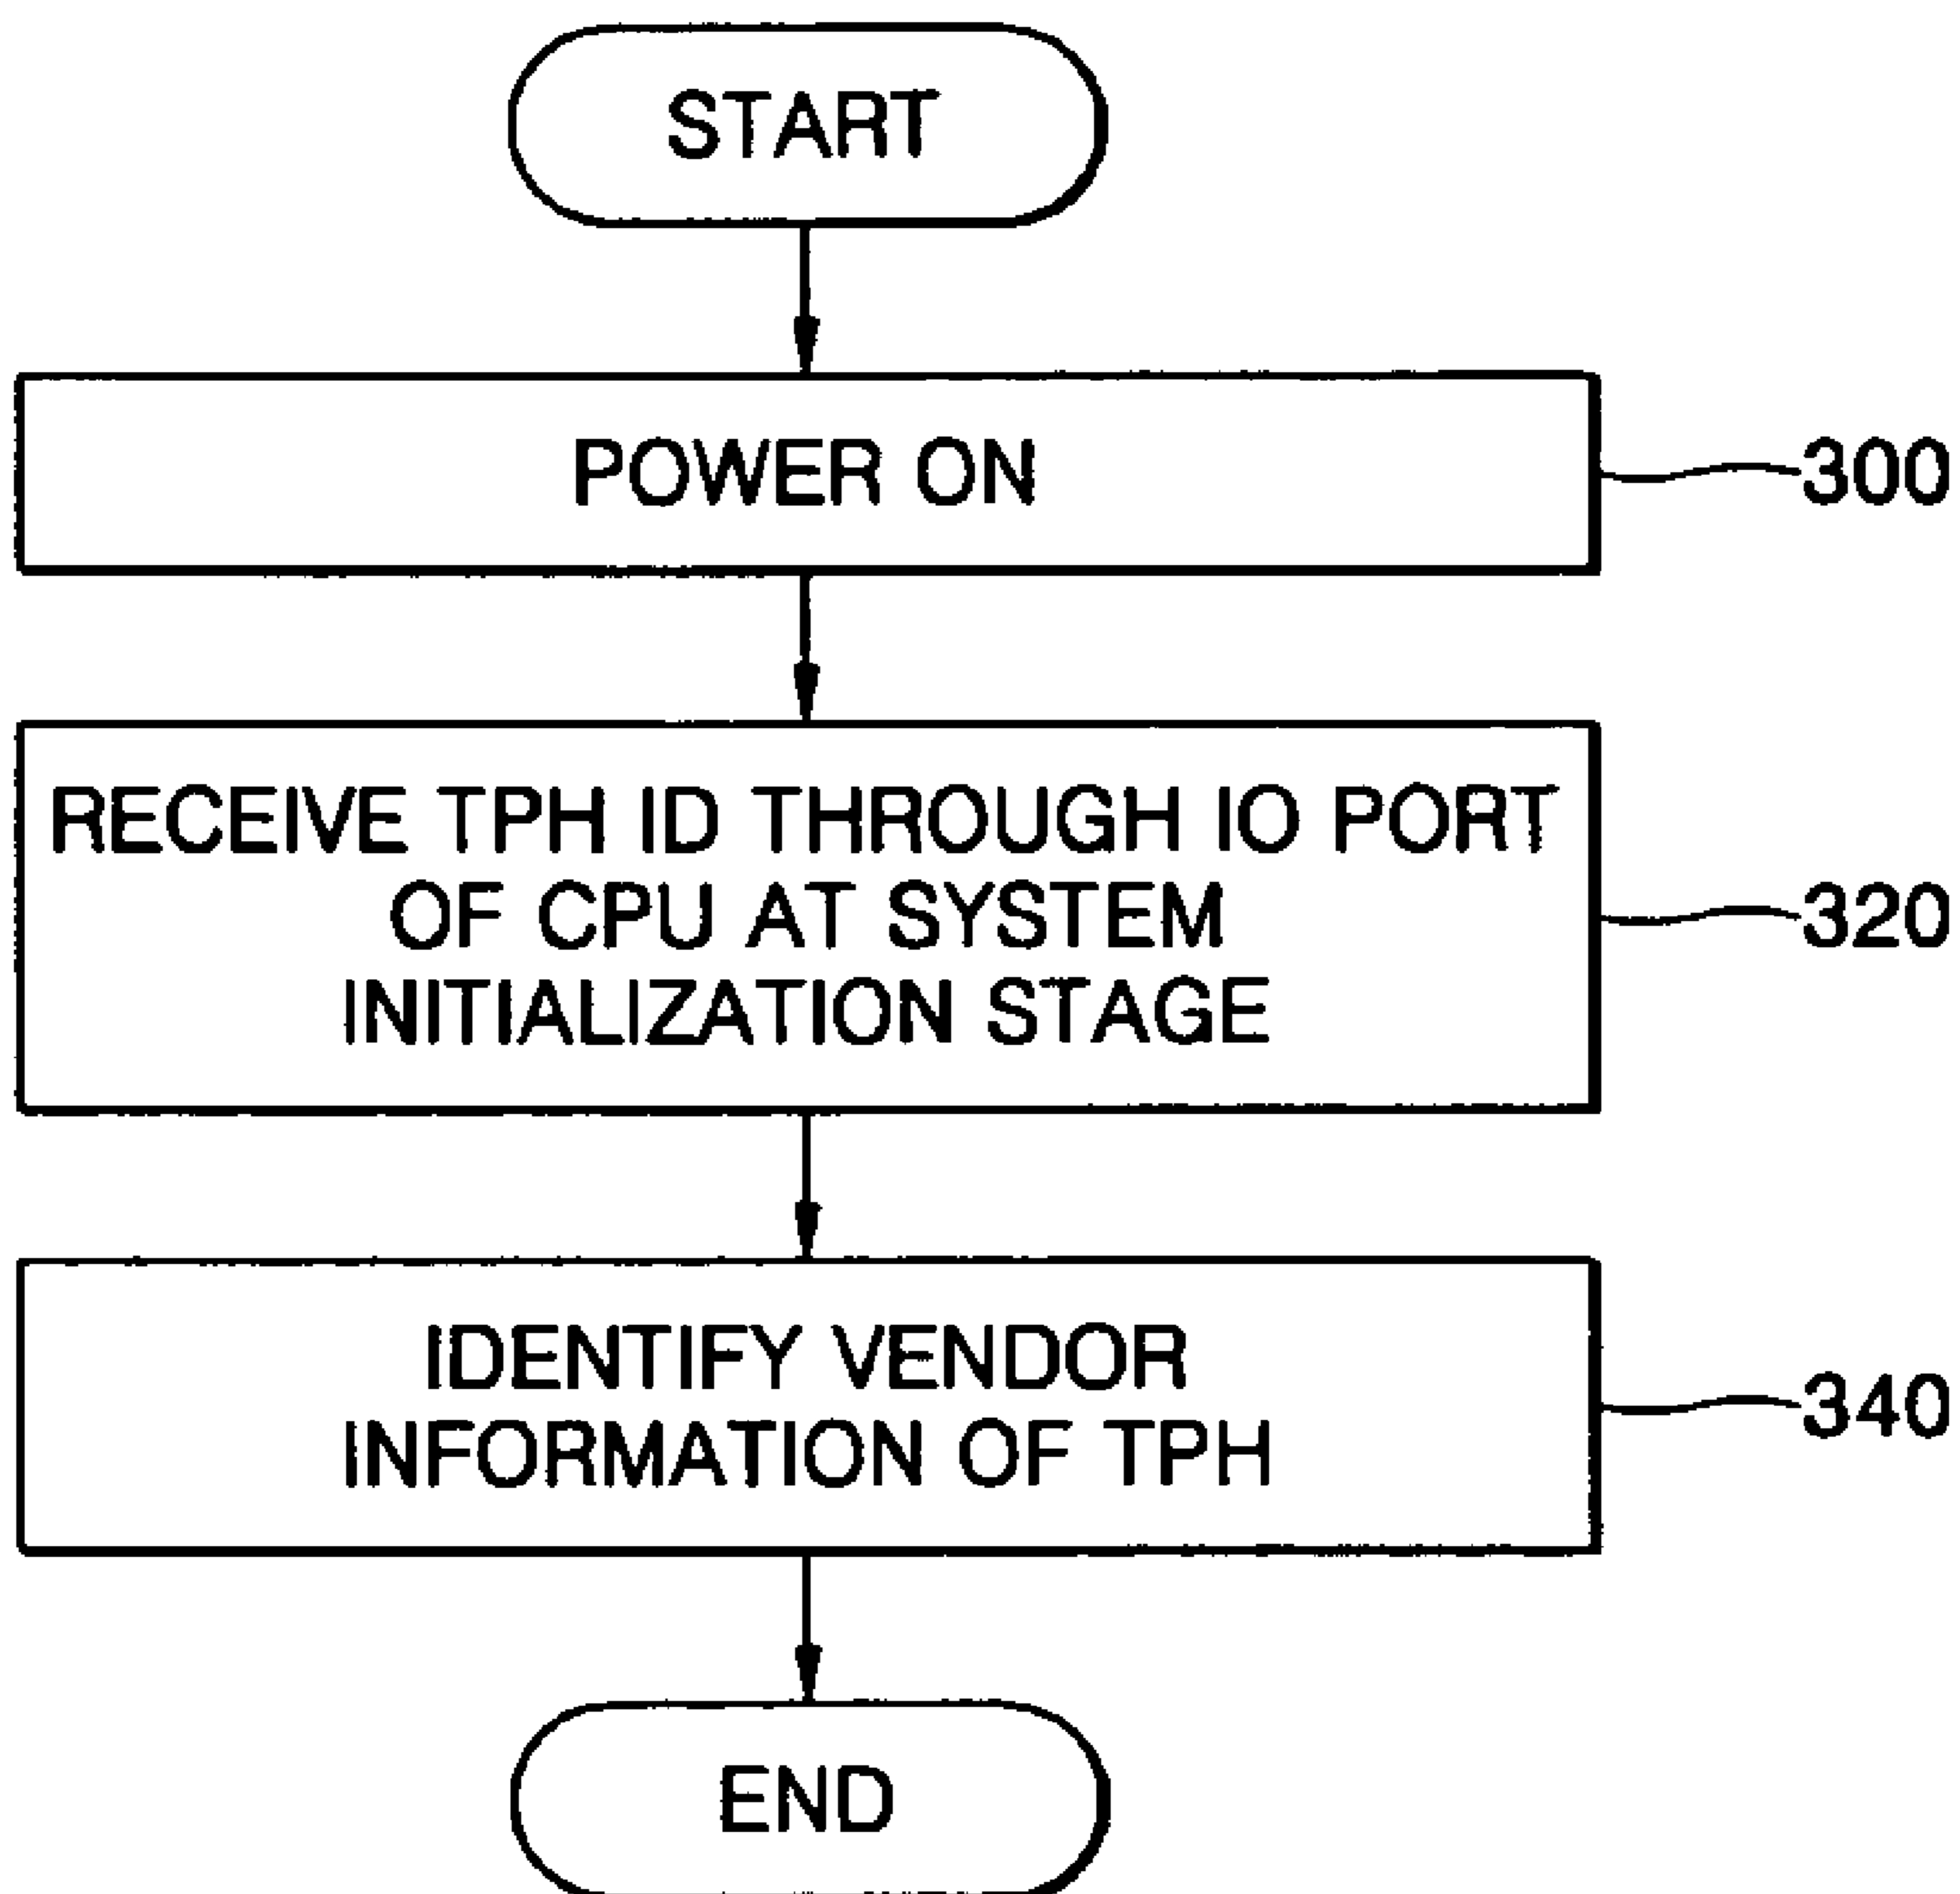 START
POWER ON
300
RECEIVE TPH ID THROUGH IO PORT
OF CPU AT SYSTEM
INITIALIZATION STAGE
320
IDENTIFY VENDOR
INFORMATION OF TPH
340
END